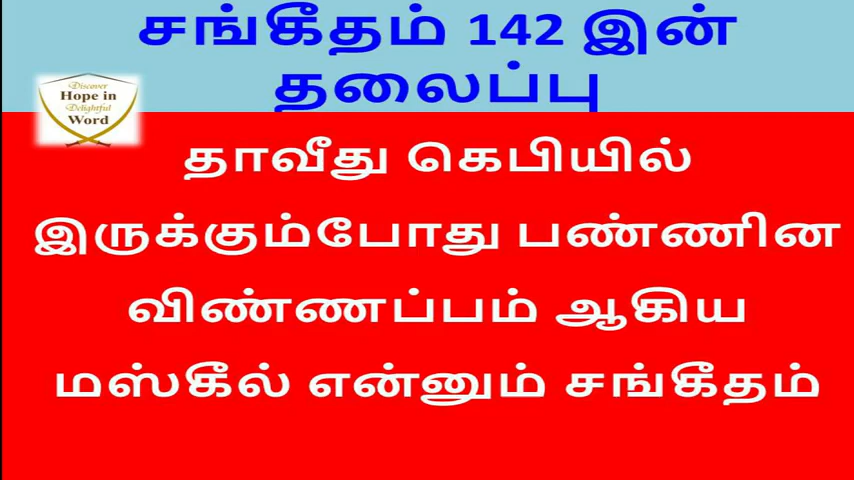 சங்கீதம் 142 இன்
தலைப்பு
Discover
Hope in
Delightful
Word
தாவீது கெபியில்
இருக்கும்போது பண்ணின
விண்ணப்பம் ஆகிய
மஸ்கீல் என்னும் சங்கீதம்